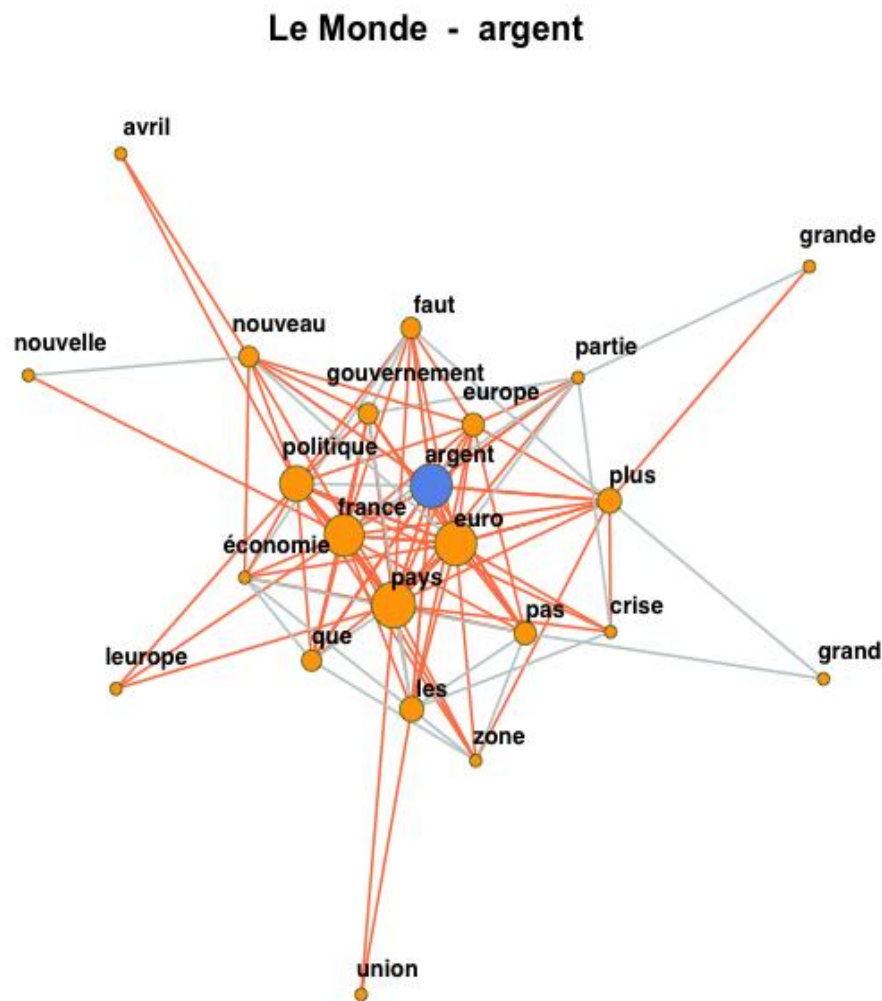 Le Monde - argent
avril
grande
faut
nouveau
nouvelle
partie
gouvernement
europe
politique
argent
plus
france
euro
économie
pays
crise
pas
que
leurope
grand
les
zone
union